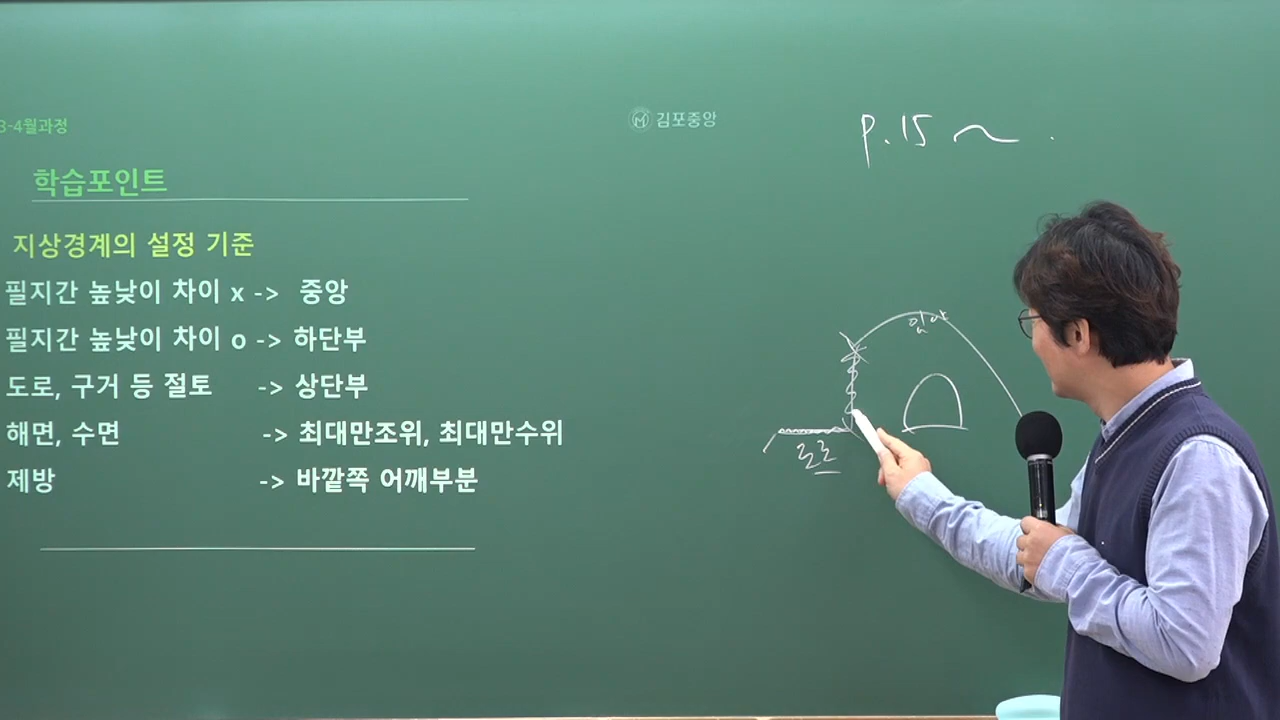 3-4월과정
김포중앙
P.15 ~
학습포인트
지상경계의 설정 기준
필지간 높낮이 차이 x -> 중앙
필지간 높낮이 차이 o -> 하단부
도로, 구거 등 절토 -> 상단부
해면, 수면 -> 최대만조위, 최대만수위
제방 -> 바깥쪽 어깨부분
임야
도로